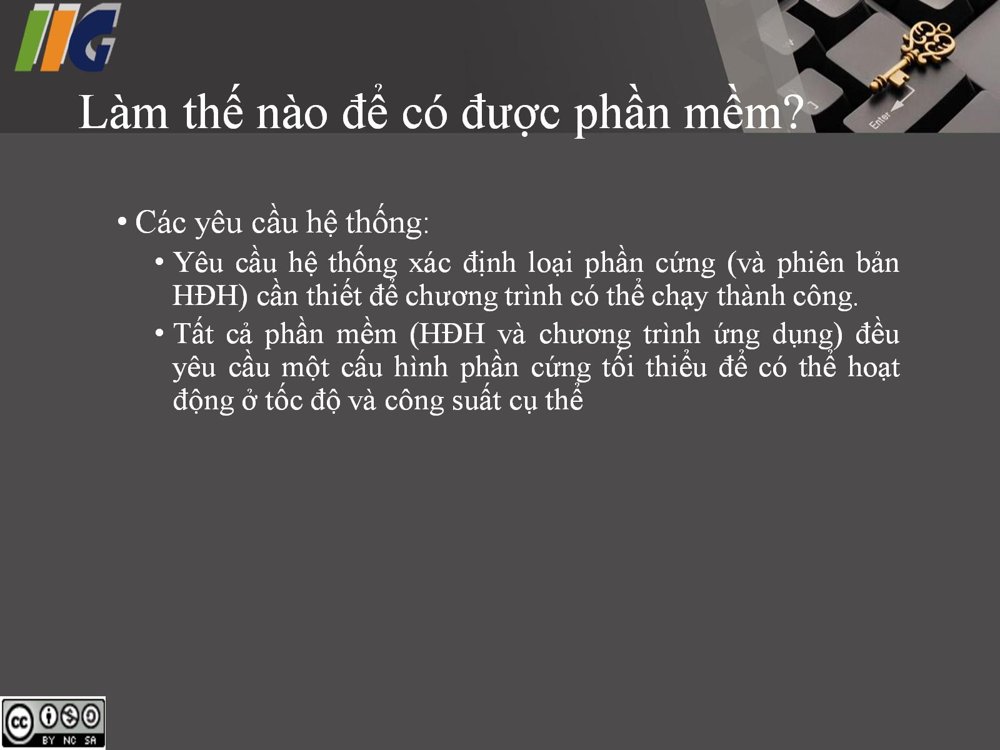 IIG
Enter
Làm thế nào để có được phần mềm?
• Các yêu cầu hệ thống:
• Yêu cầu hệ thống xác định loại phần cứng (và phiên bản
HĐH) cần thiết để chương trình có thể chạy thành công.
• Tất cả phần mềm (HĐH và chương trình ứng dụng) đều
yêu cầu một cấu hình phần cứng tối thiểu để có thể hoạt
động ở tốc độ và công suất cụ thể
cc
BY NC SA